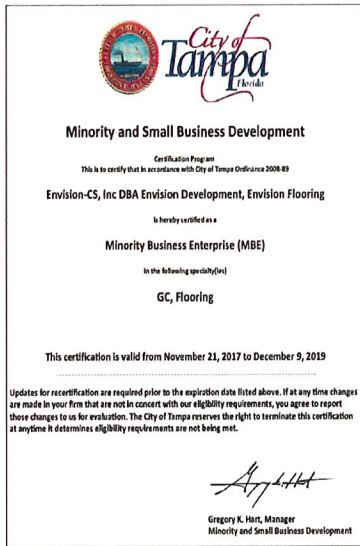 City of
Tampa
Florida
Minority and Small Business Development
Certification Program
This is to certify that in accordance with City of Tampa Ordinance 2008-89
Envision-CS, Inc DBA Envision Development, Envision Flooring
is hereby certified as a
Minority Business Enterprise (MBE)
in the following specialty(ies)
GC, Flooring
This certification is valid from November 21, 2017 to December 9, 2019
Updates for recertification are required prior to the expiration date listed above. If at any time changes
are made in your firm that are not in concert with our eligibility requirements, you agree to report
those changes to us for evaluation. The City of Tampa reserves the right to terminate this certification
at anytime it determines eligibility requirements are not being met.
Gregory K. Hart, Manager
Minority and Small Business Development